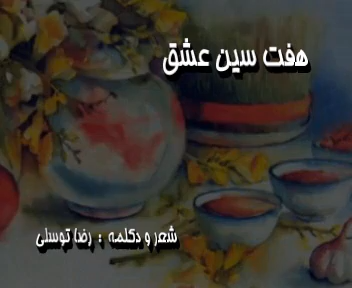 هفت سین عشق
شعر و دکلمه : رضا توسلی